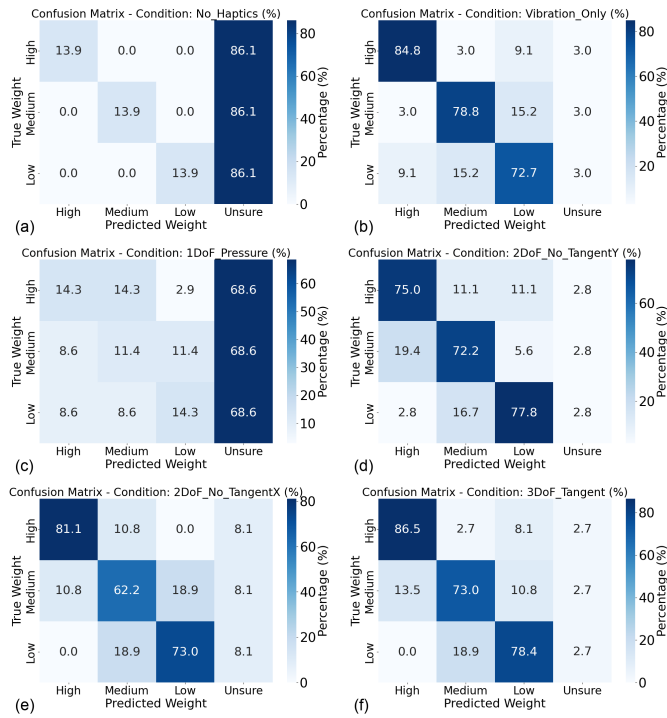 Confusion Matrix - Condition: No_Haptics (%)
True Weight
High
Medium
Low
13.9 0.0 0.0 86.1
0.0 13.9 0.0 86.1
0.0 0.0 13.9 86.1
High Medium Low Unsure
Predicted Weight
80
60
40
20
0
Percentage (%)
(a)
Confusion Matrix - Condition: Vibration_Only (%)
True Weight
High
Medium
Low
84.8 3.0 9.1 3.0
3.0 78.8 15.2 3.0
9.1 15.2 72.7 3.0
High Medium Low Unsure
Predicted Weight
80
60
40
20
Percentage (%)
(b)
Confusion Matrix - Condition: 1DoF_Pressure (%)
True Weight
High
Medium
Low
14.3 14.3 2.9 68.6
8.6 11.4 11.4 68.6
8.6 8.6 14.3 68.6
High Medium Low Unsure
Predicted Weight
60
50
40
30
20
10
Percentage (%)
(c)
Confusion Matrix - Condition: 2DoF_No_TangentY (%)
True Weight
High
Medium
Low
75.0 11.1 11.1 2.8
19.4 72.2 5.6 2.8
2.8 16.7 77.8 2.8
High Medium Low Unsure
Predicted Weight
60
40
20
Percentage (%)
(d)
Confusion Matrix - Condition: 2DoF_No_TangentX (%)
True Weight
High
Medium
Low
81.1 10.8 0.0 8.1
10.8 62.2 18.9 8.1
0.0 18.9 73.0 8.1
High Medium Low Unsure
Predicted Weight
80
60
40
20
0
Percentage (%)
(e)
Confusion Matrix - Condition: 3DoF_Tangent (%)
True Weight
High
Medium
Low
86.5 2.7 8.1 2.7
13.5 73.0 10.8 2.7
0.0 18.9 78.4 2.7
High Medium Low Unsure
Predicted Weight
80
60
40
20
0
Percentage (%)
(f)